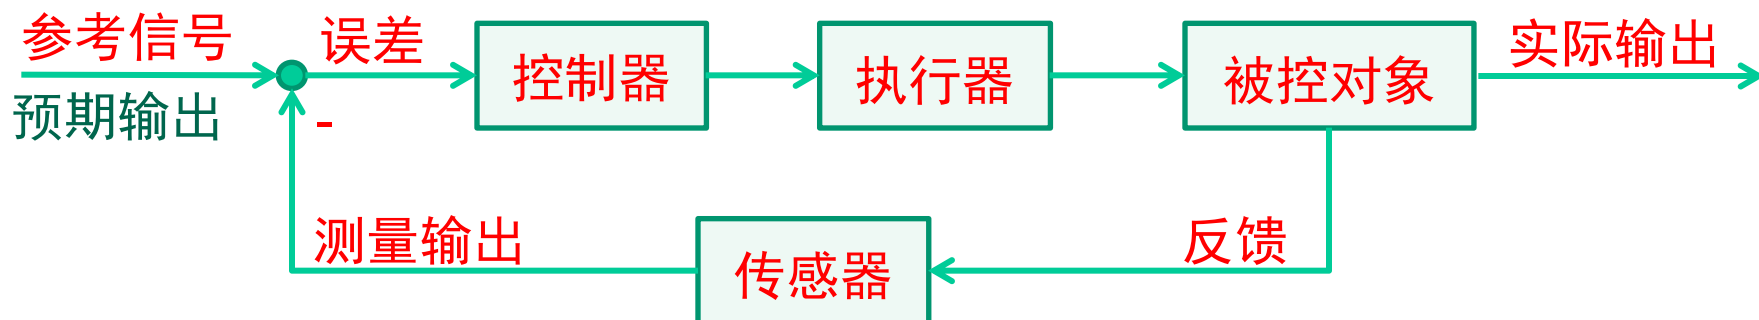 参考信号
预期输出
误差
-
控制器
执行器
被控对象
实际输出
测量输出
传感器
反馈